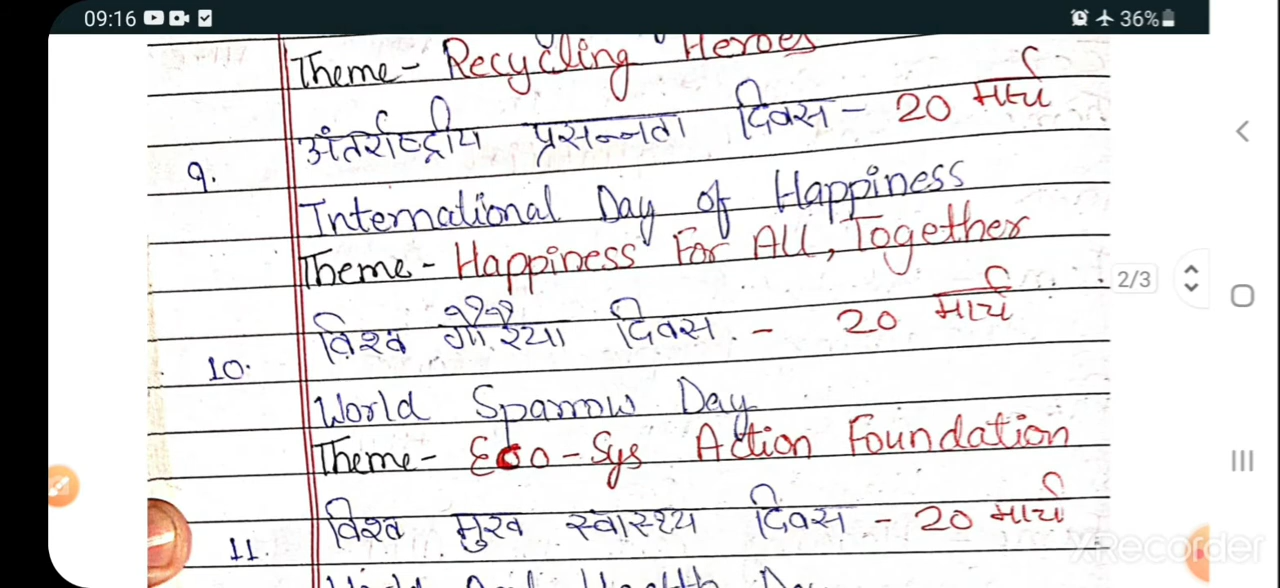 09:16
36%
Theme - Recycling Heroes
9. अंतर्राष्ट्रीय प्रसन्नता दिवस - 20 मार्च
International Day of Happiness
Theme - Happiness For All, Together
2/3
10. विश्व गौरैया दिवस - 20 मार्च
World Sparrow Day
Theme - Eco-Sys Action Foundation
11. विश्व मुख स्वास्थ्य दिवस - 20 मार्च
XRecorder